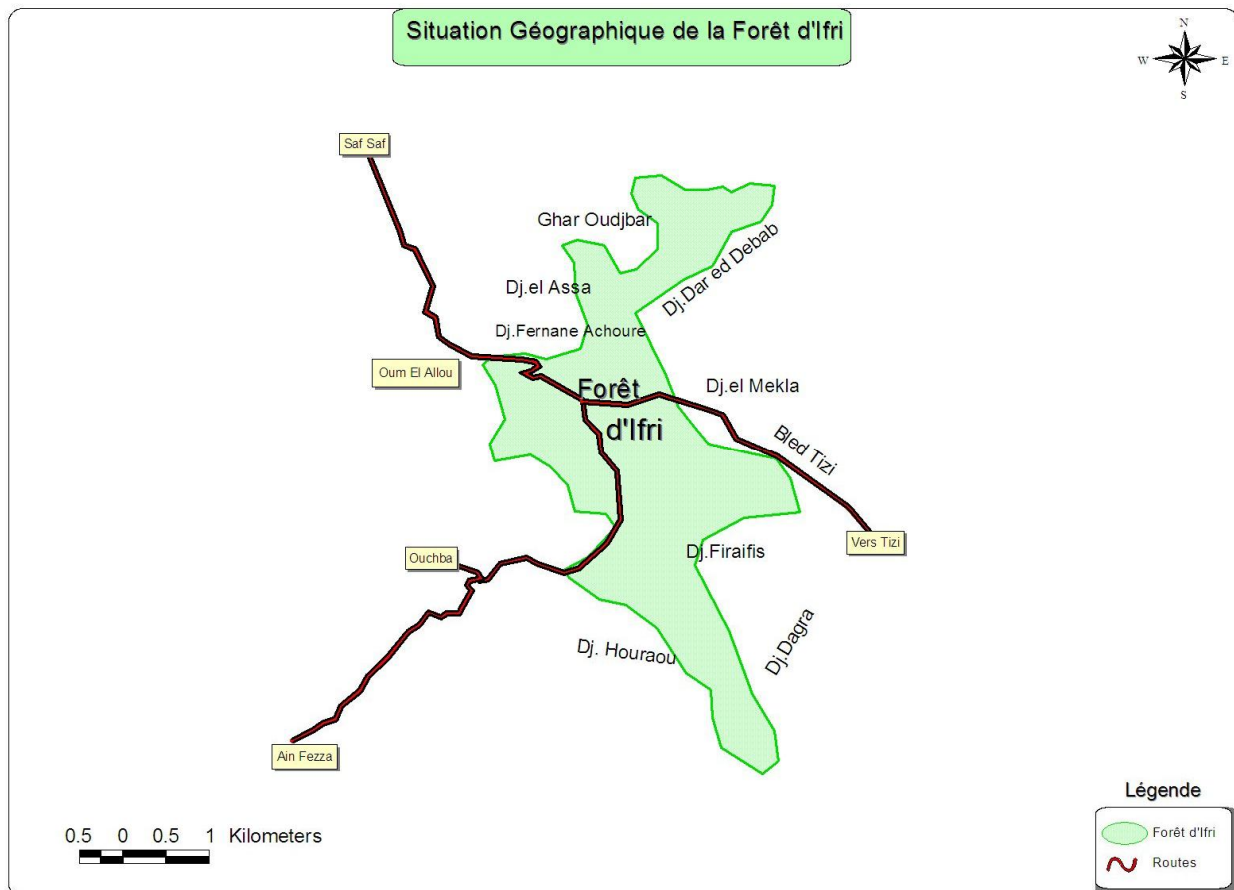 Situation Géographique de la Forêt d'Ifri
N
W E
S
Saf Saf
Ghar Oudjbar
Dj.Dar ed Debab
Dj.el Assa
Dj.Fernane Achoure
Oum El Allou
Forêt
d'Ifri
Dj.el Mekla
Bled Tizi
Vers Tizi
Ouchba
Dj.Firaifis
Dj. Houraou
Dj.Dagra
Ain Fezza
0.5 0 0.5 1 Kilometers
Légende
Forêt d'Ifri
Routes